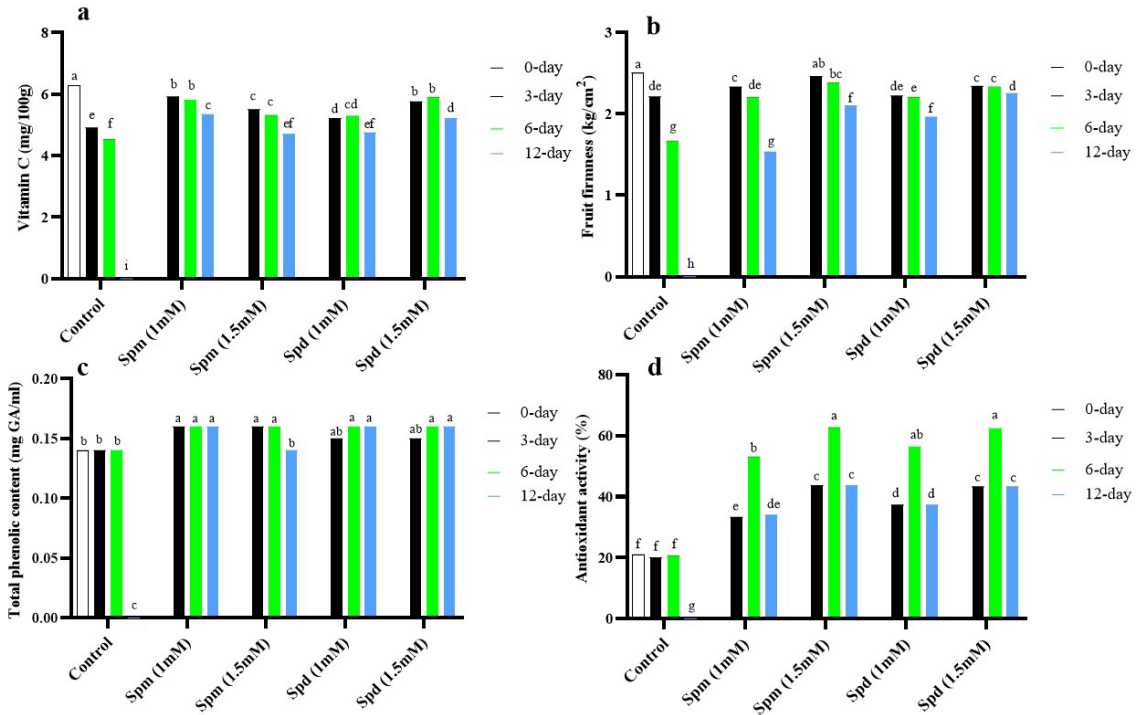 a
Vitamin C (mg/100g)
8
6
4
2
0
a
e
f
i
b
b
c
c
c
ef
d
cd
ef
b
b
d
Control
Spm (1mM)
Spm (1.5mM)
Spd (1mM)
Spd (1.5mM)
0-day
3-day
6-day
12-day
b
Fruit firmness (kg/cm²)
3
2
1
0
a
de
g
h
c
de
g
ab
bc
f
de
e
f
c
c
d
Control
Spm (1mM)
Spm (1.5mM)
Spd (1mM)
Spd (1.5mM)
0-day
3-day
6-day
12-day
c
Total phenolic content (mg GA/ml)
0.20
0.15
0.10
0.05
0.00
b
b
b
c
a
a
a
a
a
b
ab
a
a
ab
a
a
Control
Spm (1mM)
Spm (1.5mM)
Spd (1mM)
Spd (1.5mM)
0-day
3-day
6-day
12-day
d
Antioxidant activity (%)
80
60
40
20
0
f
f
f
g
e
b
de
c
a
c
d
ab
d
c
a
c
Control
Spm (1mM)
Spm (1.5mM)
Spd (1mM)
Spd (1.5mM)
0-day
3-day
6-day
12-day